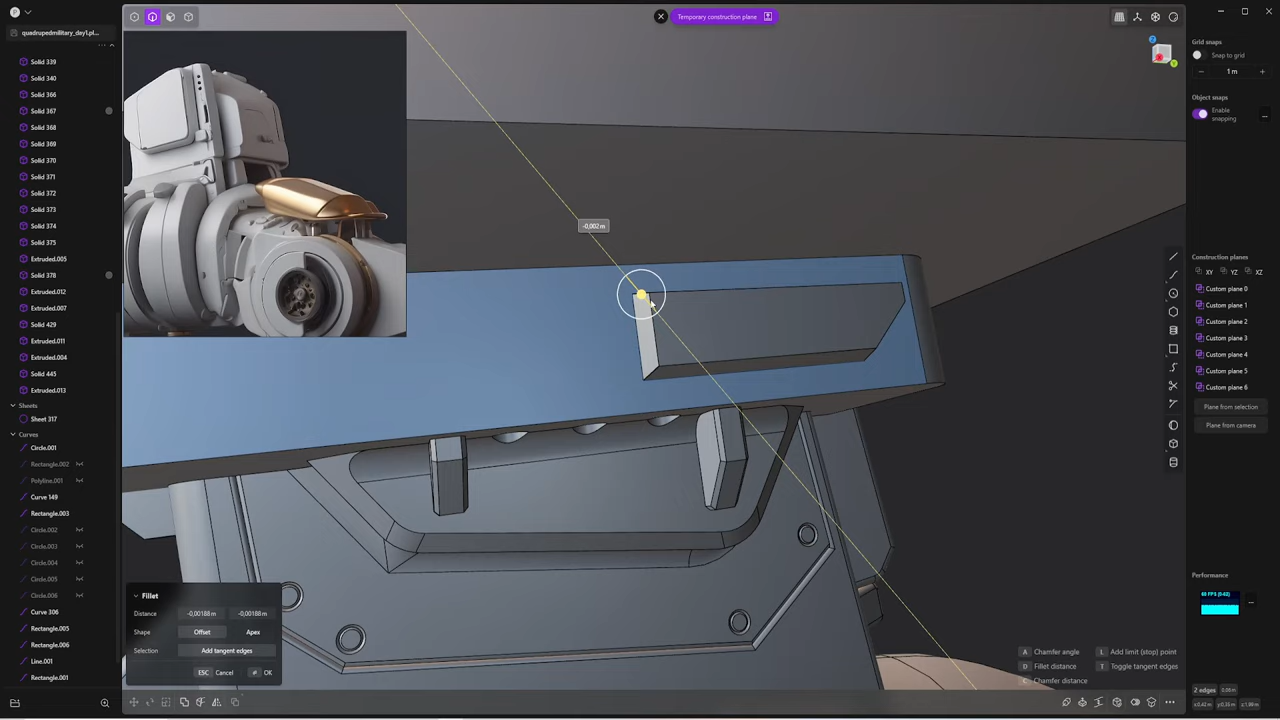 P
quadrupedmilitary_day1.pl...
Solid 339
Solid 340
Solid 366
Solid 367
Solid 368
Solid 369
Solid 370
Solid 371
Solid 372
Solid 373
Solid 374
Solid 375
Extruded.005
Solid 378
Extruded.012
Extruded.007
Solid 429
Extruded.011
Extruded.004
Solid 445
Extruded.013
Sheets
Sheet 317
Curves
Circle.001
Rectangle.002
Polyline.001
Curve 149
Rectangle.003
Circle.002
Circle.003
Circle.004
Circle.005
Circle.006
Curve 306
Rectangle.005
Rectangle.006
Line.001
Rectangle.001
Temporary construction plane
-0,002 m
Z
X
Y
Fillet
Distance -0,00188 m -0,00188 m
Shape Offset Apex
Selection Add tangent edges
ESC Cancel OK
A Chamfer angle L Add limit (stop) point
D Fillet distance T Toggle tangent edges
C Chamfer distance
Grid snaps
Snap to grid
− 1 m +
Object snaps
Enable snapping ...
Construction planes
XY YZ XZ
Custom plane 0
Custom plane 1
Custom plane 2
Custom plane 3
Custom plane 4
Custom plane 5
Custom plane 6
Plane from selection
Plane from camera
Performance
2 edges